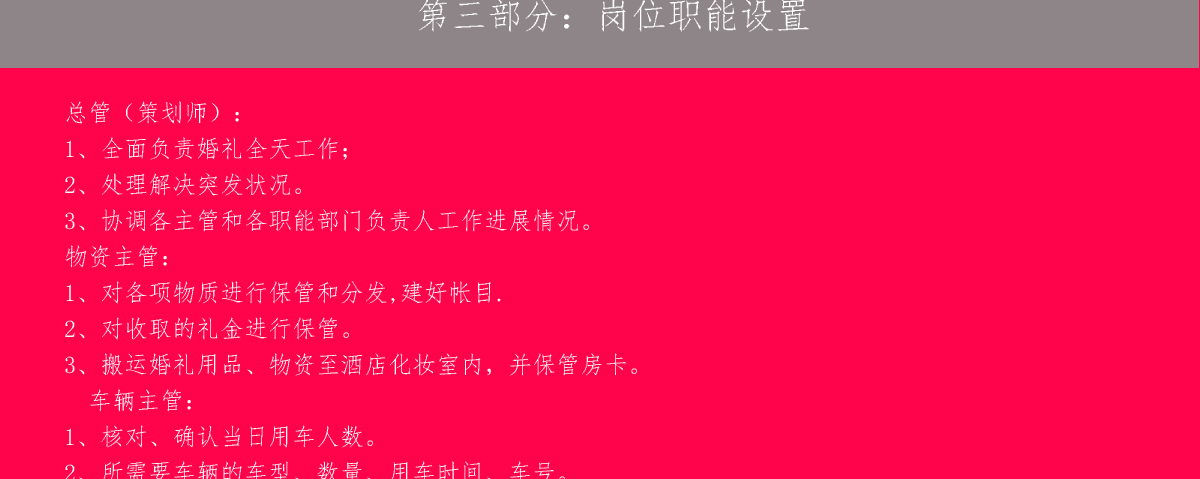 第三部分：岗位职能设置
总管（策划师）：
1、全面负责婚礼全天工作；
2、处理解决突发状况。
3、协调各主管和各职能部门负责人工作进展情况。
物资主管：
1、对各项物质进行保管和分发,建好帐目.
2、对收取的礼金进行保管。
3、搬运婚礼用品、物资至酒店化妆室内，并保管房卡。
车辆主管：
1、核对、确认当日用车人数。
2、所需要车辆的车型、数量、用车时间、车号。